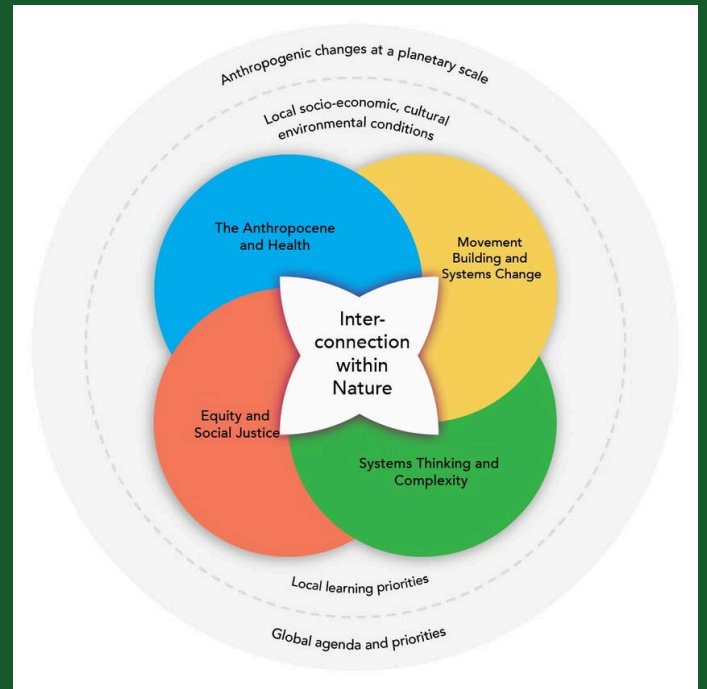 Anthropogenic changes at a planetary scale
Local socio-economic, cultural
environmental conditions
The Anthropocene
and Health
Movement
Building and
Systems Change
Inter-
connection
within
Nature
Equity and
Social Justice
Systems Thinking and
Complexity
Local learning priorities
Global agenda and priorities